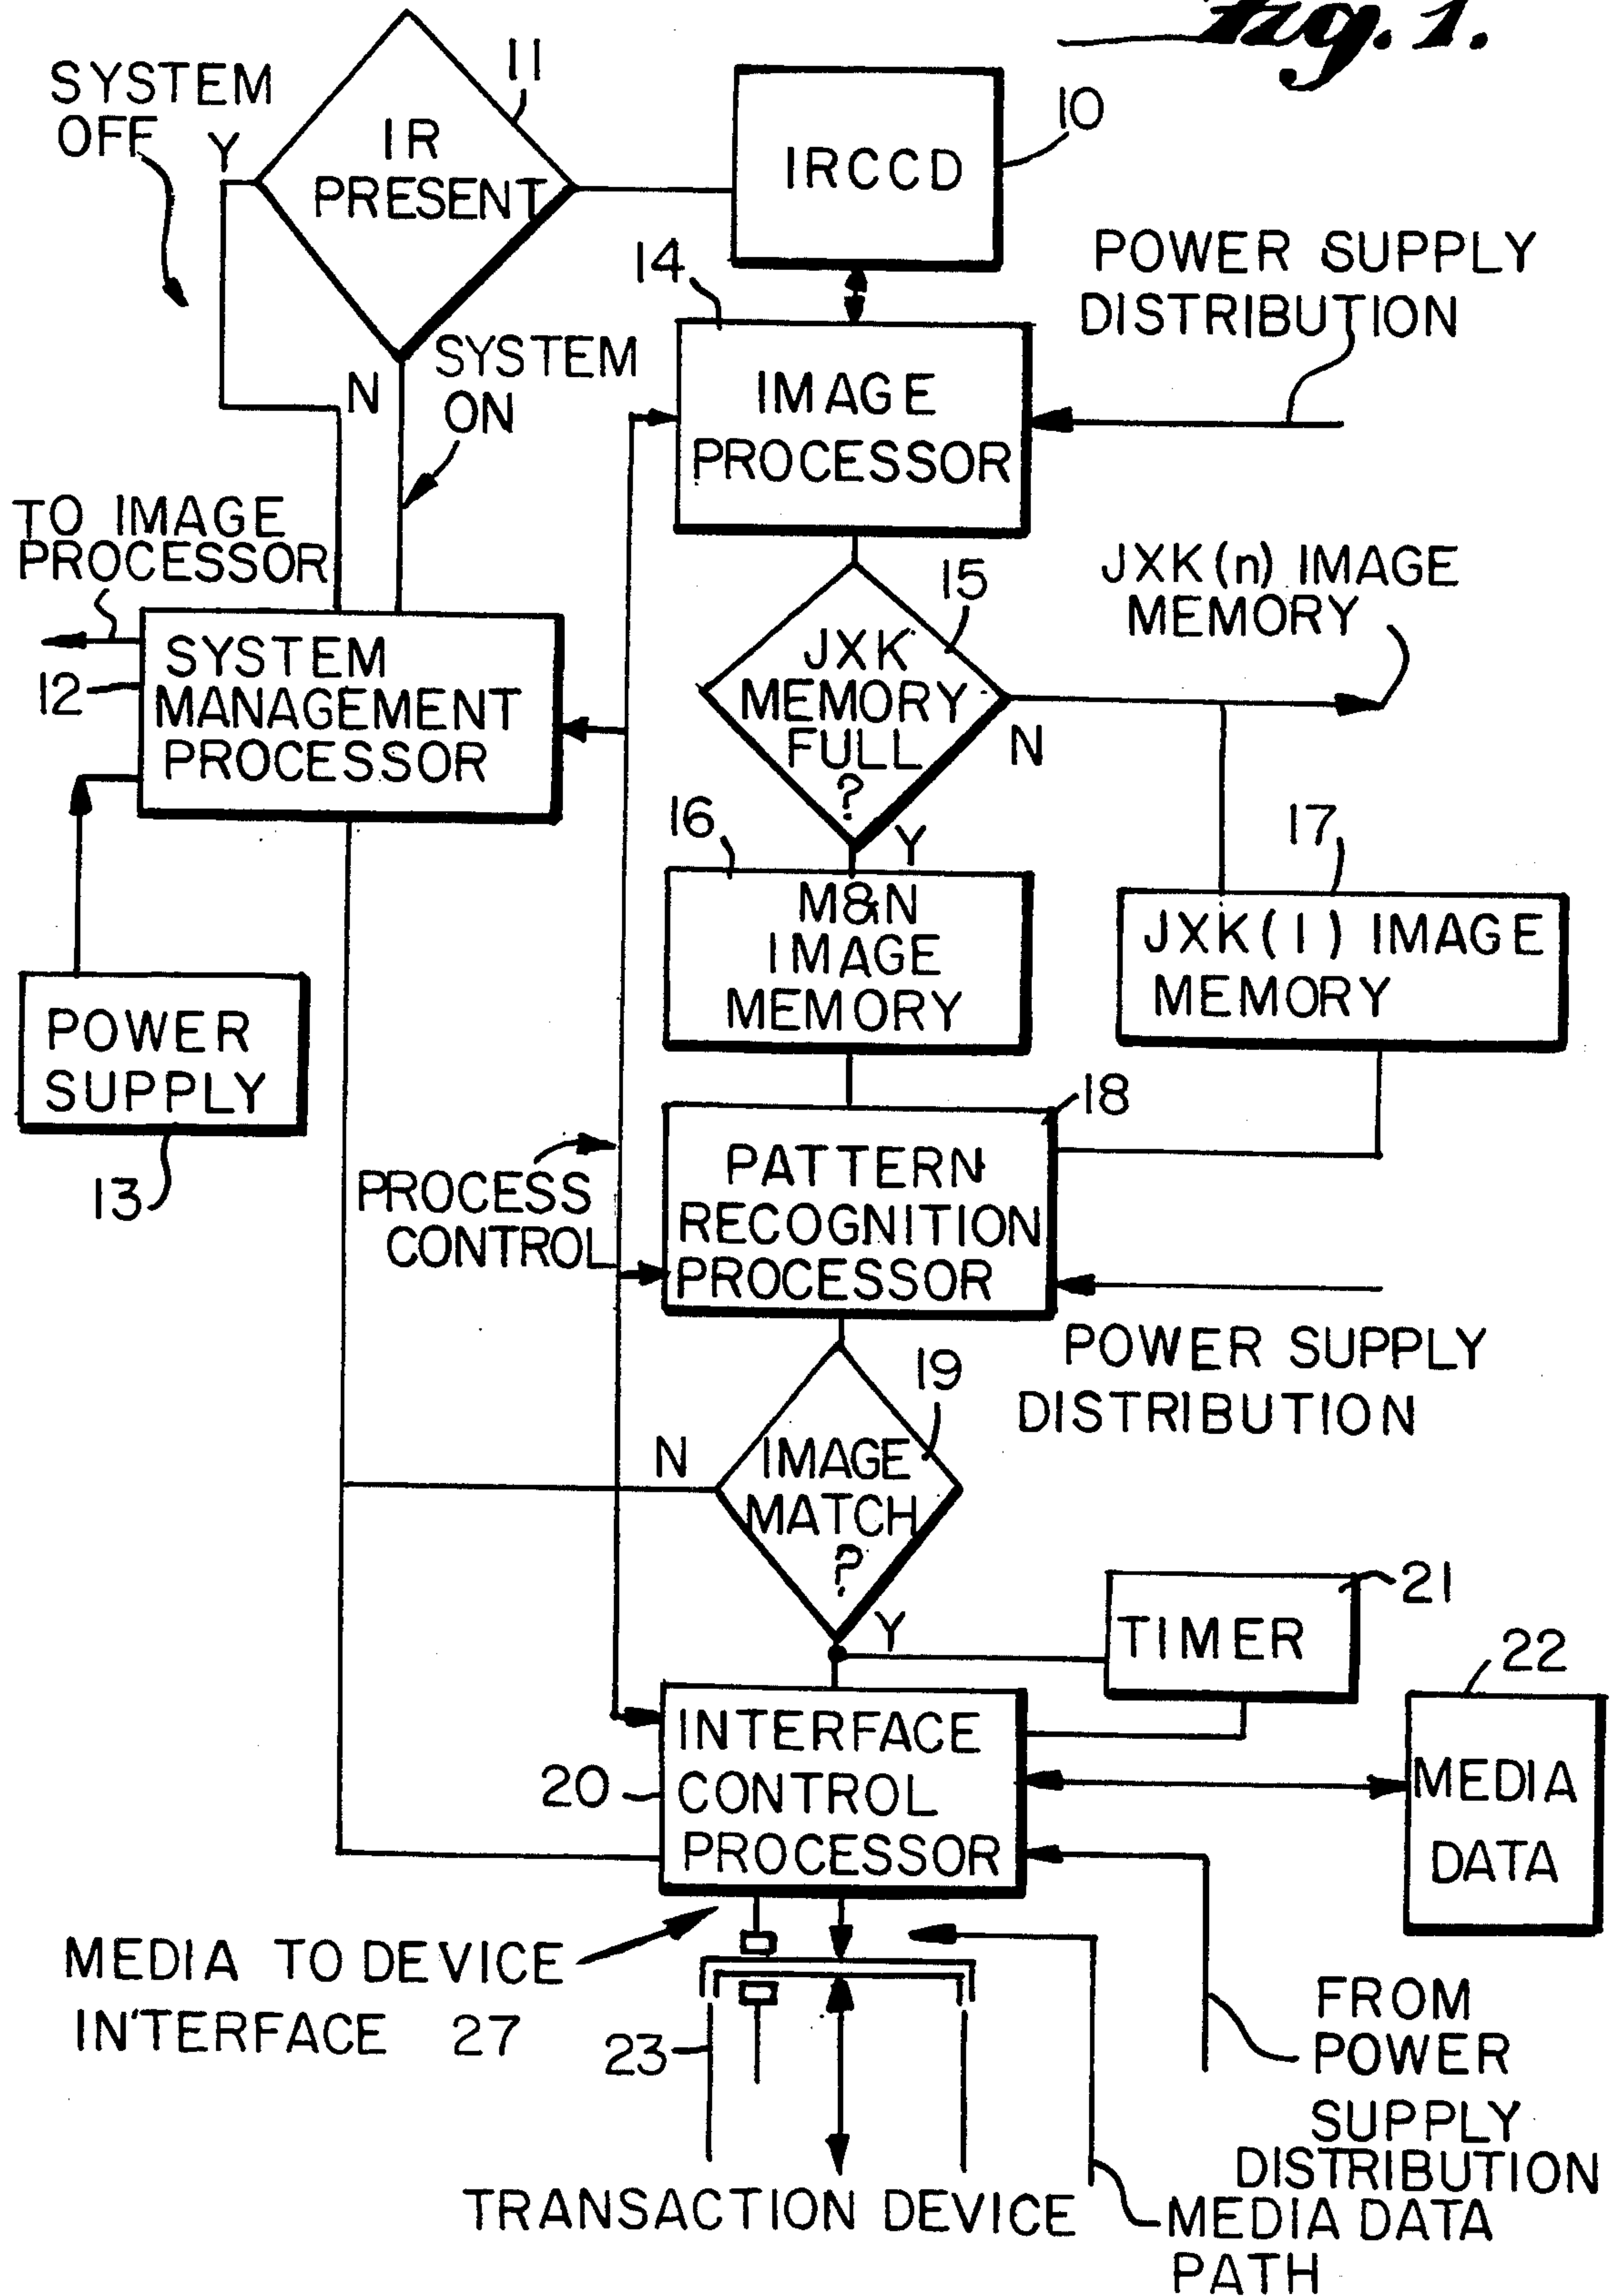 Fig. 1.
SYSTEM
OFF
Y
11
IR
PRESENT
IRCCD
10
14
POWER SUPPLY
DISTRIBUTION
N
SYSTEM
ON
IMAGE
PROCESSOR
TO IMAGE
PROCESSOR
15
JXK(n) IMAGE
MEMORY
12
SYSTEM
MANAGEMENT
PROCESSOR
JXK
MEMORY
FULL
?
N
16
Y
17
M&N
IMAGE
MEMORY
JXK(1) IMAGE
MEMORY
POWER
SUPPLY
13
18
PROCESS
CONTROL
PATTERN
RECOGNITION
PROCESSOR
POWER SUPPLY
DISTRIBUTION
19
N
IMAGE
MATCH
?
Y
21
TIMER
22
INTERFACE
CONTROL
PROCESSOR
20
MEDIA
DATA
MEDIA TO DEVICE
INTERFACE 27
23
FROM
POWER
SUPPLY
DISTRIBUTION
TRANSACTION DEVICE
MEDIA DATA
PATH